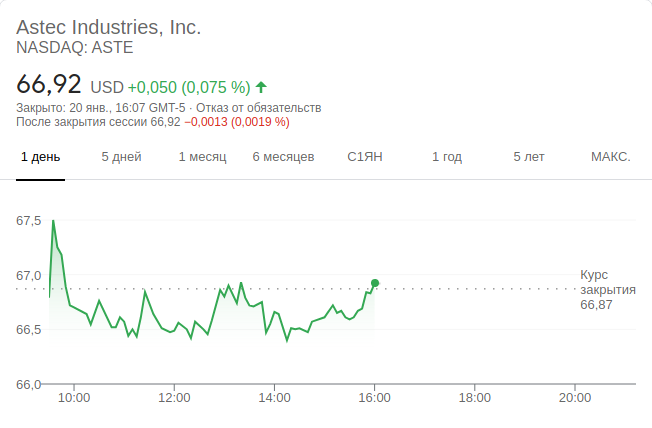 Astec Industries, Inc.
NASDAQ: ASTE
66,92 USD +0,050 (0,075 %)
Закрыто: 20 янв., 16:07 GMT-5 · Отказ от обязательств
После закрытия сессии 66,92 −0,0013 (0,0019 %)
1 день 5 дней 1 месяц 6 месяцев С1ЯН 1 год 5 лет МАКС.
67,5
67,0
Курс
закрытия
66,87
66,5
66,0
10:00 12:00 14:00 16:00 18:00 20:00